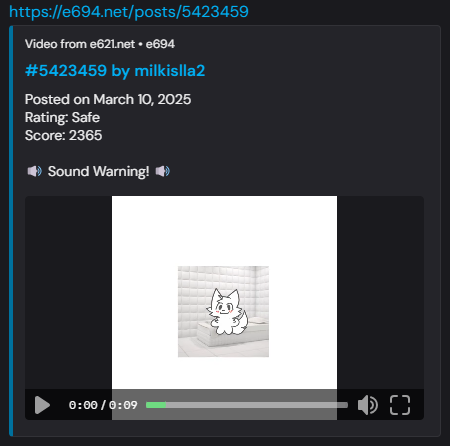 https://e694.net/posts/5423459
Video from e621.net • e694
#5423459 by milkislla2
Posted on March 10, 2025
Rating: Safe
Score: 2365
🔊 Sound Warning! 🔊
0:00 / 0:09